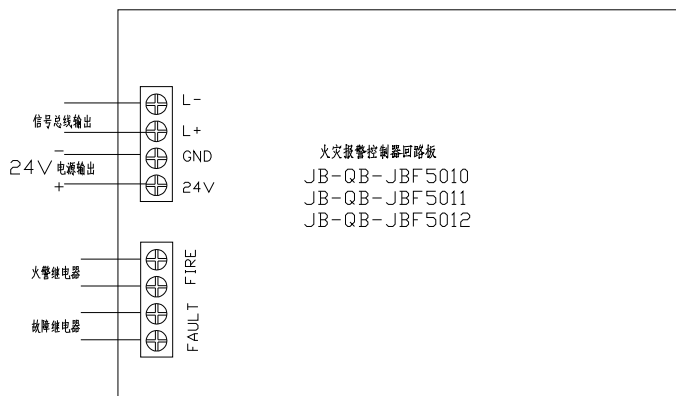 L-
信号总线输出
L+
-
GND
24V 电源输出
+
24V
火灾报警控制器回路板
JB-QB-JBF5010
JB-QB-JBF5011
JB-QB-JBF5012
火警继电器
FIRE
故障继电器
FAULT